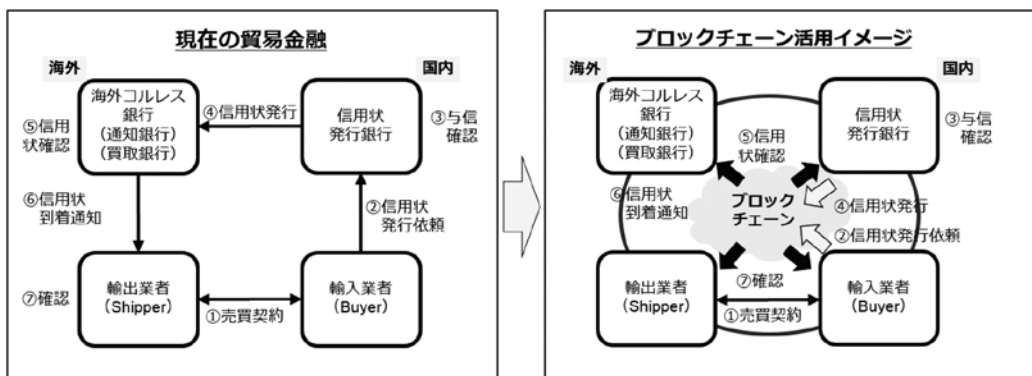 現在の貿易金融
海外
国内
海外コルレス
銀行
（通知銀行）
（買取銀行）
④信用状発行
信用状
発行銀行
③与信
確認
⑤信用
状確認
⑥信用状
到着通知
②信用状
発行依頼
⑦確認
輸出業者
（Shipper）
①売買契約
輸入業者
（Buyer）
ブロックチェーン活用イメージ
海外
国内
海外コルレス
銀行
（通知銀行）
（買取銀行）
信用状
発行銀行
③与信
確認
⑤信用
状確認
⑥信用状
到着通知
ブロック
チェーン
④信用状発行
②信用状発行依頼
輸出業者
（Shipper）
⑦確認
①売買契約
輸入業者
（Buyer）